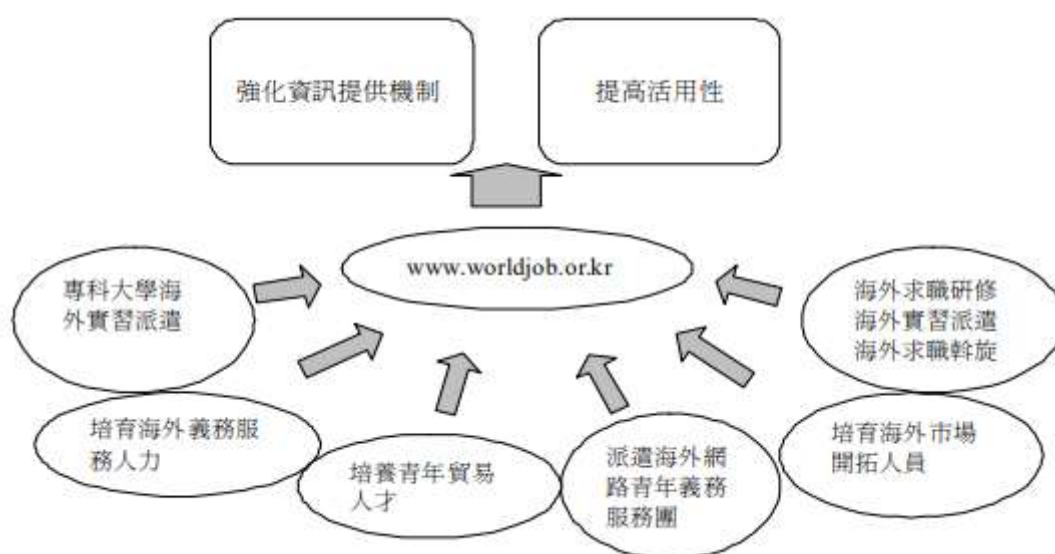 強化資訊提供機制
提高活用性
www.worldjob.or.kr
專科大學海
外實習派遣
海外求職研修
海外實習派遣
海外求職斡旋
培育海外義務服
務人力
培養青年貿易
人才
派遣海外網
路青年義務
服務團
培育海外市場
開拓人員